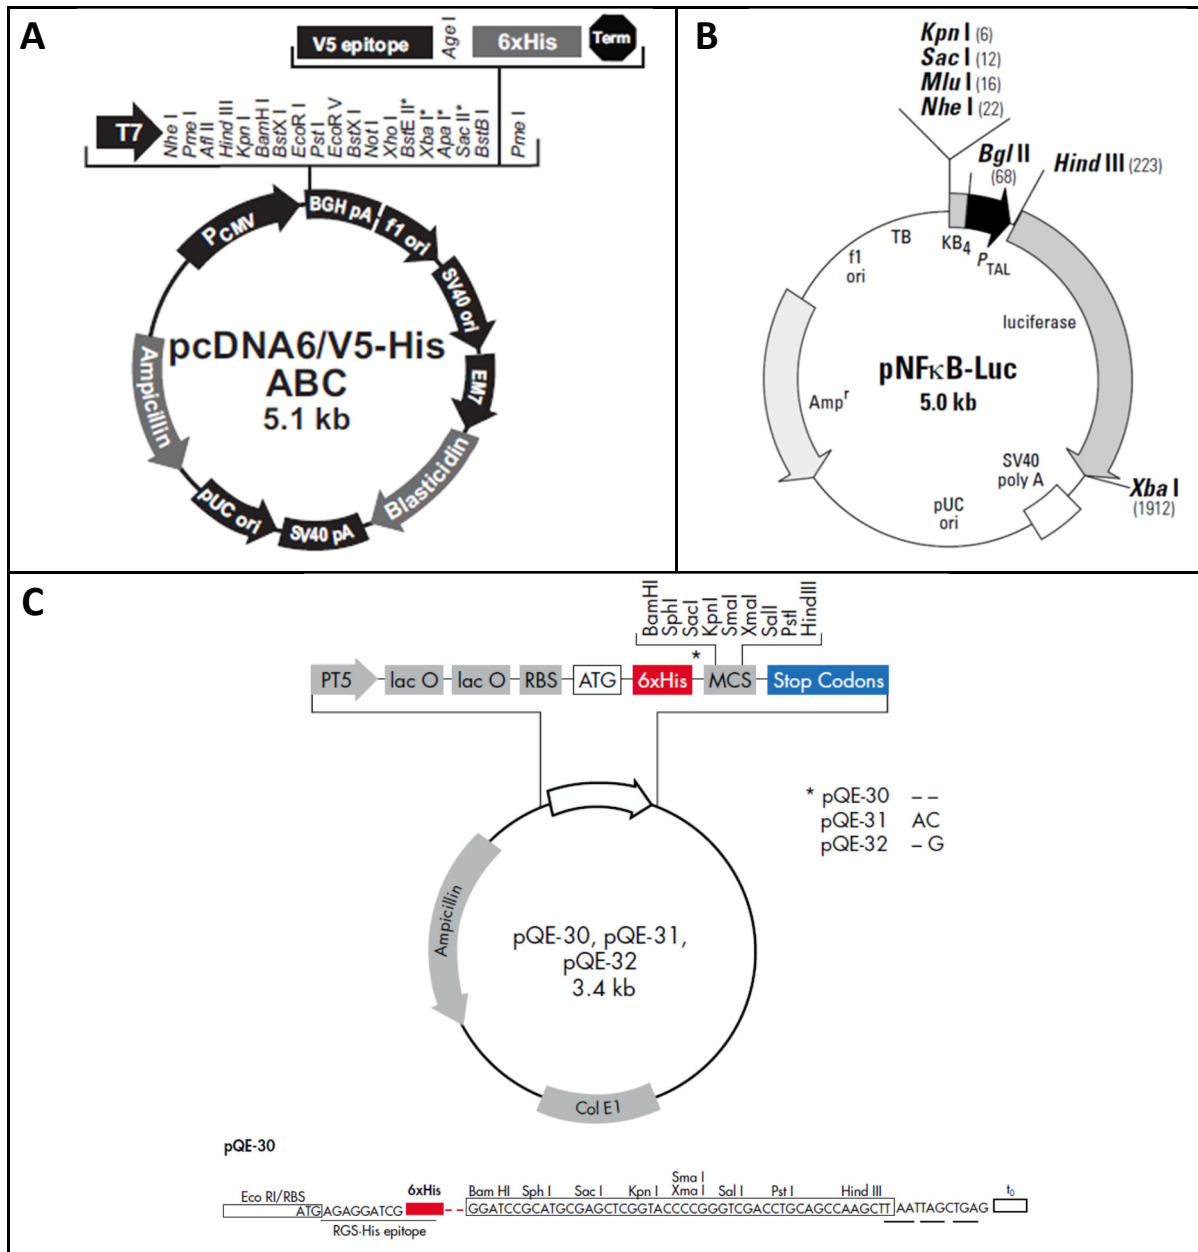 A
V5 epitope
Age I
6xHis
Term
T7
Nhe I
Pme I
Afl II
Hind III
Kpn I
BamH I
BstX I
EcoR I
Pst I
EcoR V
BstX I
Not I
Xho I
BstE II*
Xba I*
Apa I*
Sac II*
BstB I
Pme I
PCMV
BGH pA
f1 ori
SV40 ori
EM7
Blasticidin
SV40 pA
pUC ori
Ampicillin
pcDNA6/V5-His
ABC
5.1 kb
B
Kpn I (6)
Sac I (12)
Mlu I (16)
Nhe I (22)
Bgl II
(68)
Hind III (223)
TB
KB4
PTAL
f1
ori
luciferase
pNFκB-Luc
5.0 kb
Ampr
SV40
poly A
pUC
ori
Xba I
(1912)
C
BamHI
SphI
SacI
KpnI
SmaI
XmaI
SalI
PstI
HindIII
*
PT5
lac O
lac O
RBS
ATG
6xHis
MCS
Stop Codons
* pQE-30 – –
pQE-31 AC
pQE-32 – G
Ampicillin
pQE-30, pQE-31,
pQE-32
3.4 kb
Col E1
pQE-30
Eco RI/RBS
6xHis
Bam HI Sph I Sac I Kpn I Sma I Xma I Sal I Pst I Hind III
t0
ATGAGAGGATCG
GGATCCGCATGCGAGCTCGGTACCCCGGGTCGACCTGCAGCCAAGCTTAATTAGCTGAG
RGS-His epitope